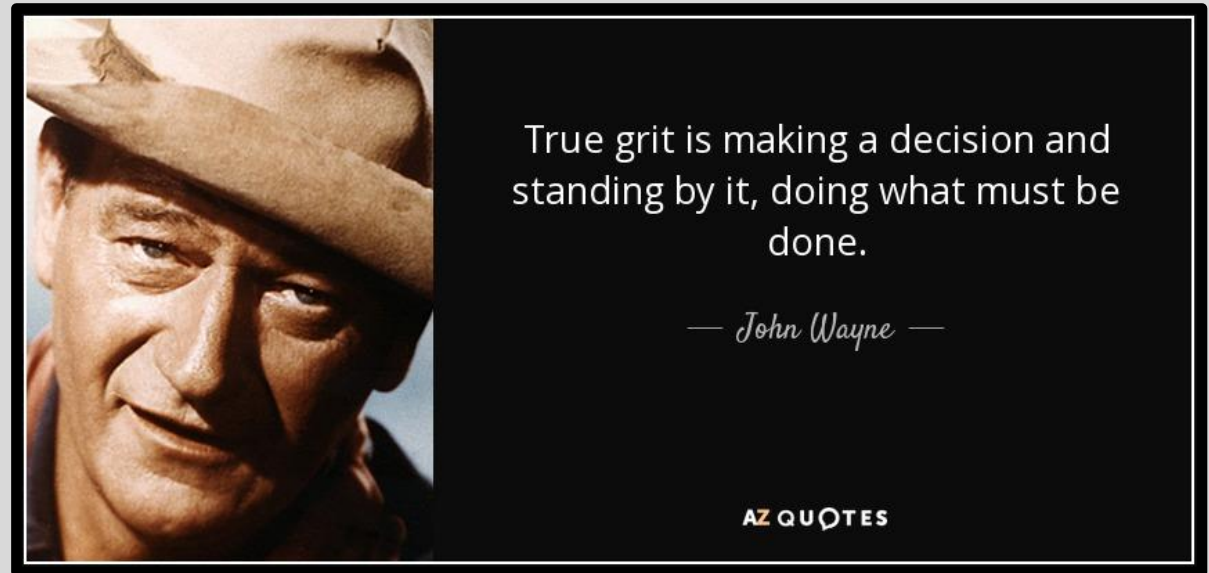 True grit is making a decision and
standing by it, doing what must be
done.
John Wayne
AZ QUOTES